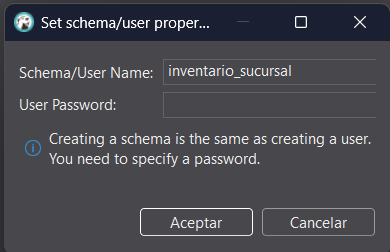 Set schema/user proper...
Schema/User Name:
inventario_sucursal
User Password:
Creating a schema is the same as creating a user.
You need to specify a password.
Aceptar
Cancelar